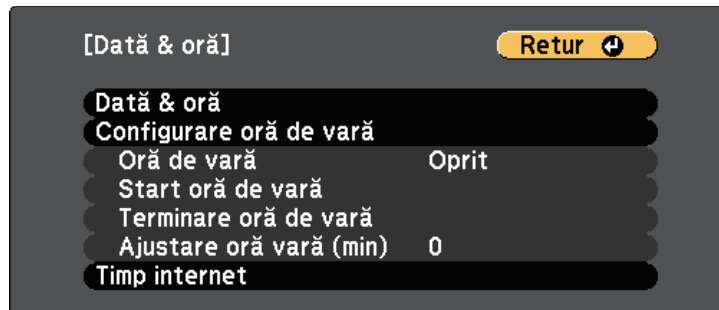 [Dată & oră] Retur
Dată & oră
Configurare oră de vară
Oră de vară Oprit
Start oră de vară
Terminare oră de vară
Ajustare oră vară (min) 0
Timp internet